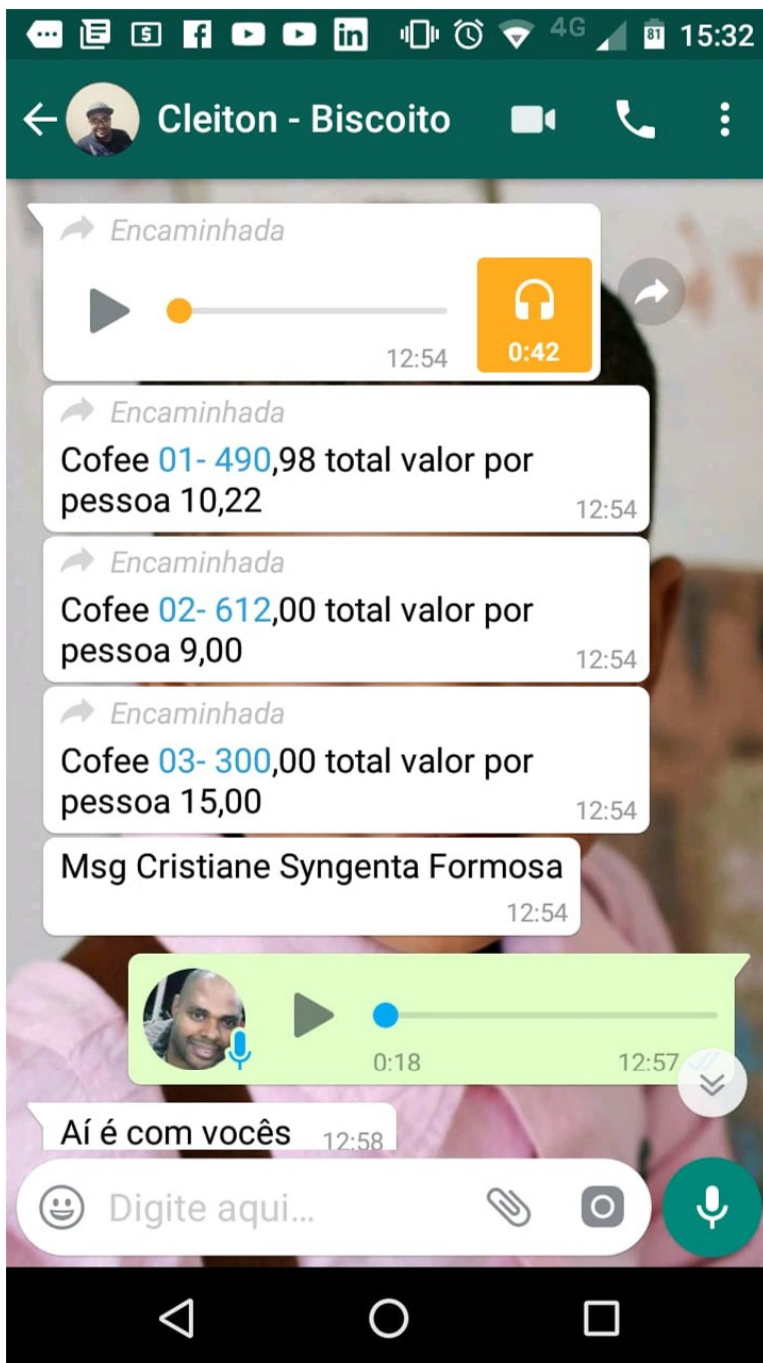 4G 81 15:32
Cleiton - Biscoito
Encaminhada
12:54
0:42
Encaminhada
Cofee 01- 490,98 total valor por
pessoa 10,22
12:54
Encaminhada
Cofee 02- 612,00 total valor por
pessoa 9,00
12:54
Encaminhada
Cofee 03- 300,00 total valor por
pessoa 15,00
12:54
Msg Cristiane Syngenta Formosa
12:54
0:18
12:57
Aí é com vocês
12:58
Digite aqui...